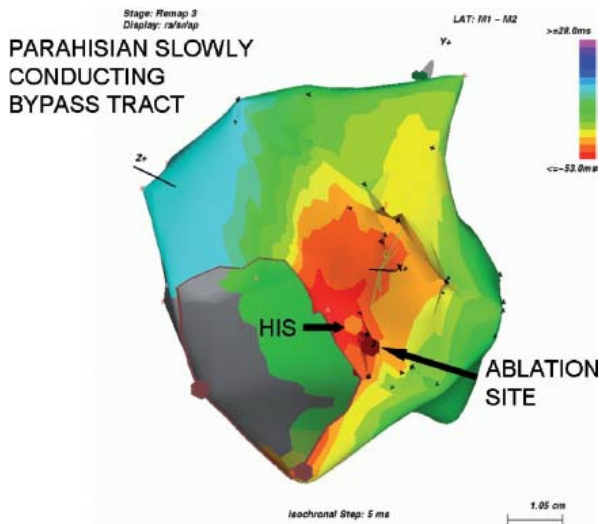 Stage: Remap 3
Display: ra/sr/ap
LAT: M1 - M2
>=28.0ms
PARAHISIAN SLOWLY
CONDUCTING
BYPASS TRACT
Y+
Z+
<=-53.0ms
X+
HIS
ABLATION
SITE
Isochronal Step: 5 ms
1.05 cm